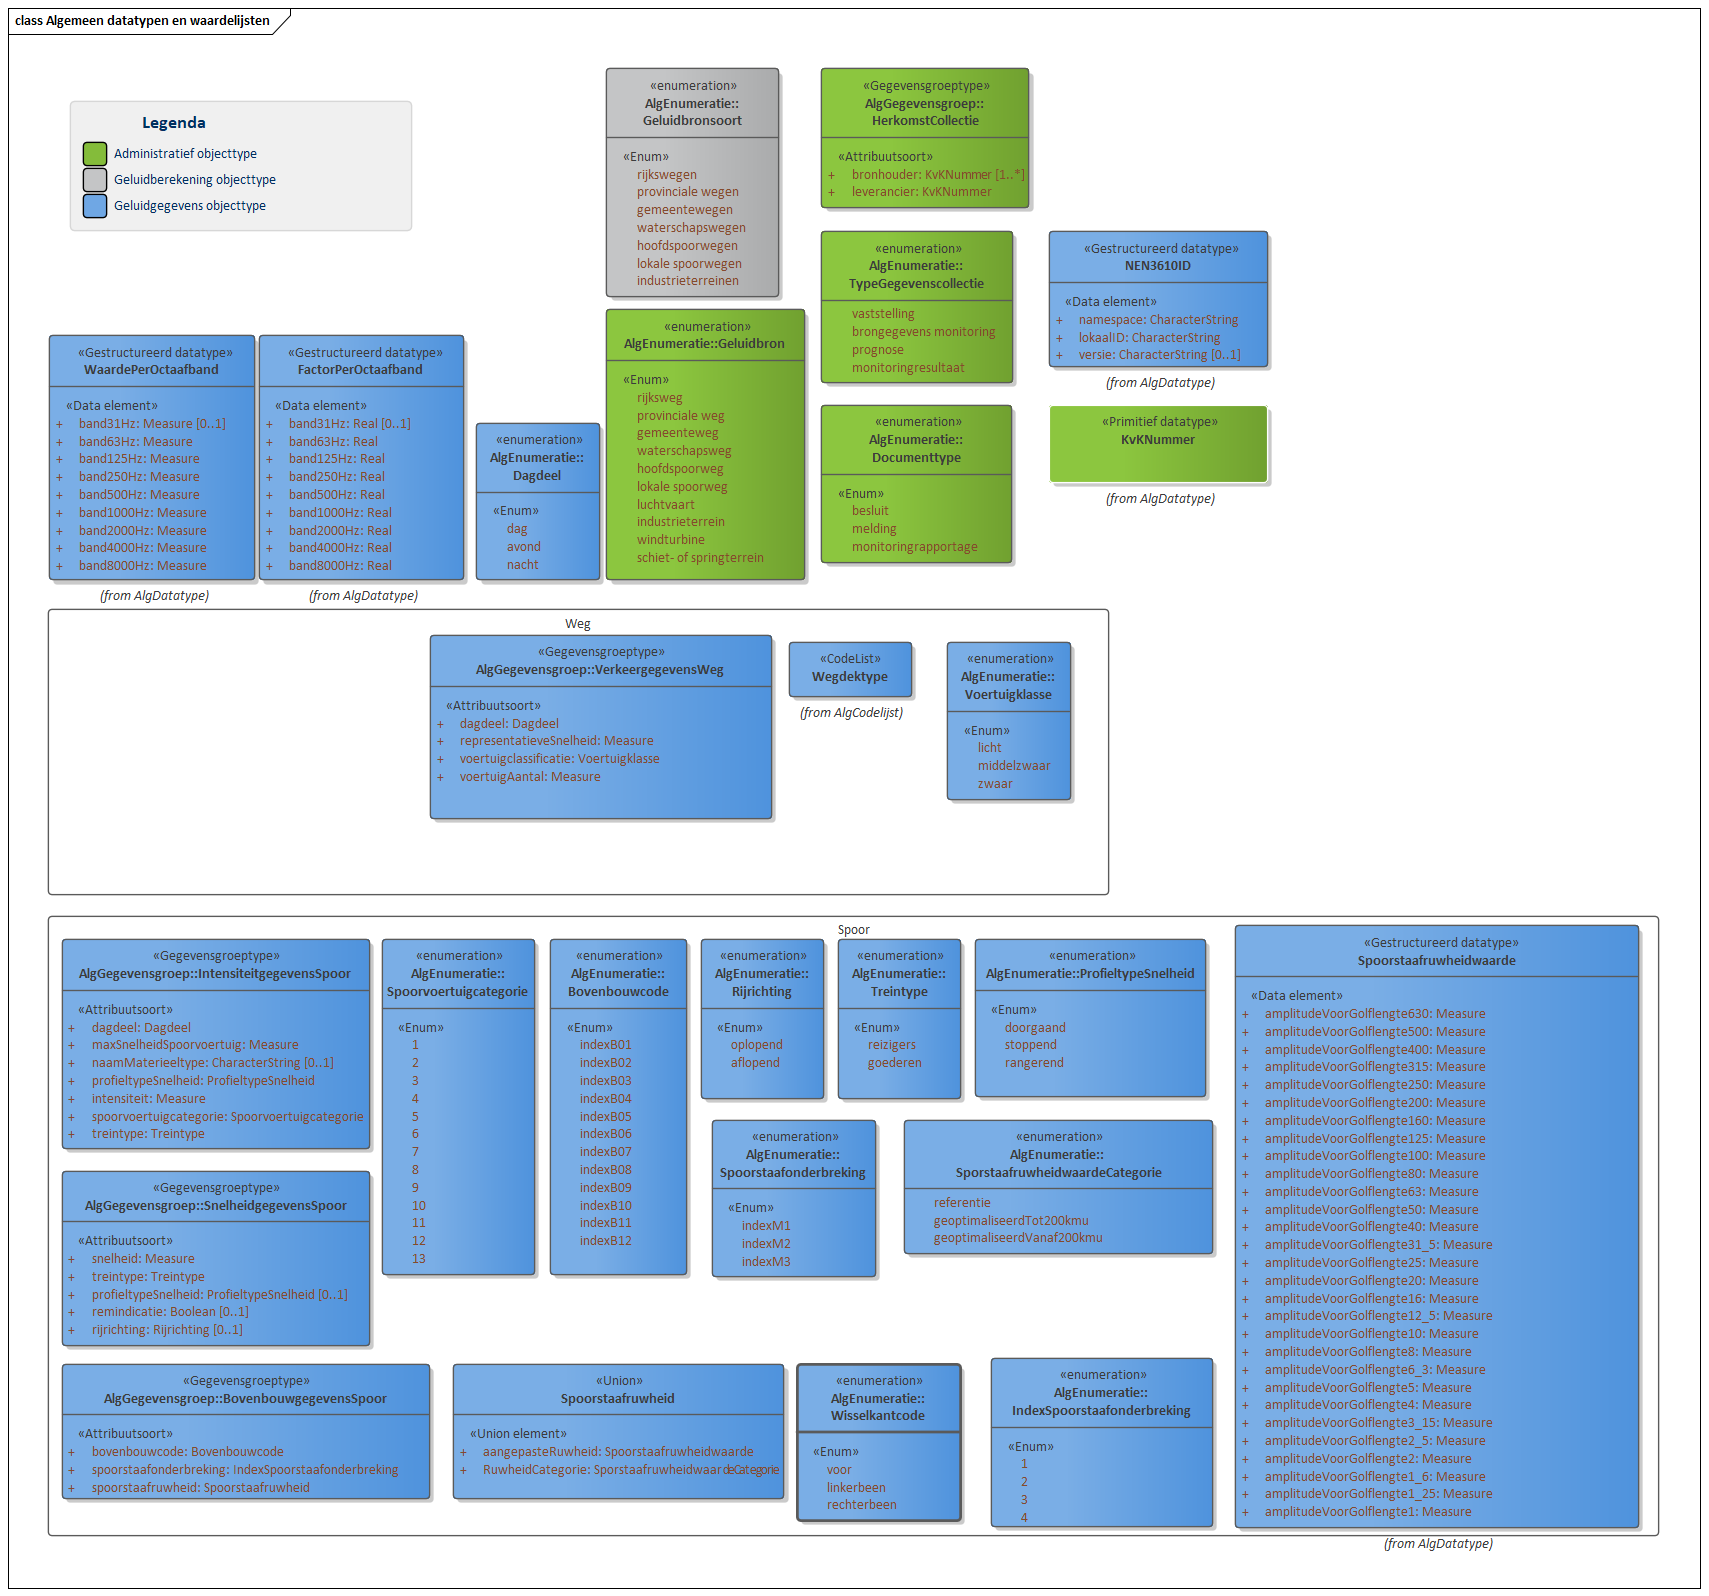 class Algemeen datatypen en waardelijsten
Legenda
Administratief objecttype
Geluidberekening objecttype
Geluidgegevens objecttype
«enumeration»
AlgEnumeratie::
Geluidbronsoort
«Enum»
rijkswegen
provinciale wegen
gemeentewegen
waterschapswegen
hoofdspoorwegen
lokale spoorwegen
industrieterreinen
«Gegevensgroeptype»
AlgGegevensgroep::
HerkomstCollectie
«Attribuutsoort»
+ bronhouder: KvKNummer [1..*]
+ leverancier: KvKNummer
«enumeration»
AlgEnumeratie::
TypeGegevenscollectie
vaststelling
brongegevens monitoring
prognose
monitoringresultaat
«Gestructureerd datatype»
NEN3610ID
«Data element»
+ namespace: CharacterString
+ lokaalID: CharacterString
+ versie: CharacterString [0..1]
(from AlgDatatype)
«Gestructureerd datatype»
WaardePerOctaafband
«Data element»
+ band31Hz: Measure [0..1]
+ band63Hz: Measure
+ band125Hz: Measure
+ band250Hz: Measure
+ band500Hz: Measure
+ band1000Hz: Measure
+ band2000Hz: Measure
+ band4000Hz: Measure
+ band8000Hz: Measure
(from AlgDatatype)
«Gestructureerd datatype»
FactorPerOctaafband
«Data element»
+ band31Hz: Real [0..1]
+ band63Hz: Real
+ band125Hz: Real
+ band250Hz: Real
+ band500Hz: Real
+ band1000Hz: Real
+ band2000Hz: Real
+ band4000Hz: Real
+ band8000Hz: Real
(from AlgDatatype)
«enumeration»
AlgEnumeratie::
Dagdeel
«Enum»
dag
avond
nacht
«enumeration»
AlgEnumeratie::Geluidbron
«Enum»
rijksweg
provinciale weg
gemeenteweg
waterschapsweg
hoofdspoorweg
lokale spoorweg
luchtvaart
industrieterrein
windturbine
schiet- of springterrein
«enumeration»
AlgEnumeratie::
Documenttype
«Enum»
besluit
melding
monitoringrapportage
«Primitief datatype»
KvKNummer
(from AlgDatatype)
Weg
«Gegevensgroeptype»
AlgGegevensgroep::VerkeergegevensWeg
«Attribuutsoort»
+ dagdeel: Dagdeel
+ representatieveSnelheid: Measure
+ voertuigclassificatie: Voertuigklasse
+ voertuigAantal: Measure
«CodeList»
Wegdektype
(from AlgCodelijst)
«enumeration»
AlgEnumeratie::
Voertuigklasse
«Enum»
licht
middelzwaar
zwaar
Spoor
«Gegevensgroeptype»
AlgGegevensgroep::IntensiteitgegevensSpoor
«Attribuutsoort»
+ dagdeel: Dagdeel
+ maxSnelheidSpoorvoertuig: Measure
+ naamMaterieeltype: CharacterString [0..1]
+ profieltypeSnelheid: ProfieltypeSnelheid
+ intensiteit: Measure
+ spoorvoertuigcategorie: Spoorvoertuigcategorie
+ treintype: Treintype
«enumeration»
AlgEnumeratie::
Spoorvoertuigcategorie
«Enum»
1
2
3
4
5
6
7
8
9
10
11
12
13
«enumeration»
AlgEnumeratie::
Bovenbouwcode
«Enum»
indexB01
indexB02
indexB03
indexB04
indexB05
indexB06
indexB07
indexB08
indexB09
indexB10
indexB11
indexB12
«enumeration»
AlgEnumeratie::
Rijrichting
«Enum»
oplopend
aflopend
«enumeration»
AlgEnumeratie::
Treintype
«Enum»
reizigers
goederen
«enumeration»
AlgEnumeratie::ProfieltypeSnelheid
«Enum»
doorgaand
stoppend
rangerend
«Gestructureerd datatype»
Spoorstaafruwheidwaarde
«Data element»
+ amplitudeVoorGolflengte630: Measure
+ amplitudeVoorGolflengte500: Measure
+ amplitudeVoorGolflengte400: Measure
+ amplitudeVoorGolflengte315: Measure
+ amplitudeVoorGolflengte250: Measure
+ amplitudeVoorGolflengte200: Measure
+ amplitudeVoorGolflengte160: Measure
+ amplitudeVoorGolflengte125: Measure
+ amplitudeVoorGolflengte100: Measure
+ amplitudeVoorGolflengte80: Measure
+ amplitudeVoorGolflengte63: Measure
+ amplitudeVoorGolflengte50: Measure
+ amplitudeVoorGolflengte40: Measure
+ amplitudeVoorGolflengte31_5: Measure
+ amplitudeVoorGolflengte25: Measure
+ amplitudeVoorGolflengte20: Measure
+ amplitudeVoorGolflengte16: Measure
+ amplitudeVoorGolflengte12_5: Measure
+ amplitudeVoorGolflengte10: Measure
+ amplitudeVoorGolflengte8: Measure
+ amplitudeVoorGolflengte6_3: Measure
+ amplitudeVoorGolflengte5: Measure
+ amplitudeVoorGolflengte4: Measure
+ amplitudeVoorGolflengte3_15: Measure
+ amplitudeVoorGolflengte2_5: Measure
+ amplitudeVoorGolflengte2: Measure
+ amplitudeVoorGolflengte1_6: Measure
+ amplitudeVoorGolflengte1_25: Measure
+ amplitudeVoorGolflengte1: Measure
(from AlgDatatype)
«enumeration»
AlgEnumeratie::
Spoorstaafonderbreking
«Enum»
indexM1
indexM2
indexM3
«enumeration»
AlgEnumeratie::
SporstaafruwheidwaardeCategorie
referentie
geoptimaliseerdTot200kmu
geoptimaliseerdVanaf200kmu
«Gegevensgroeptype»
AlgGegevensgroep::SnelheidgegevensSpoor
«Attribuutsoort»
+ snelheid: Measure
+ treintype: Treintype
+ profieltypeSnelheid: ProfieltypeSnelheid [0..1]
+ remindicatie: Boolean [0..1]
+ rijrichting: Rijrichting [0..1]
«Gegevensgroeptype»
AlgGegevensgroep::BovenbouwgegevensSpoor
«Attribuutsoort»
+ bovenbouwcode: Bovenbouwcode
+ spoorstaafonderbreking: IndexSpoorstaafonderbreking
+ spoorstaafruwheid: Spoorstaafruwheid
«Union»
Spoorstaafruwheid
«Union element»
+ aangepasteRuwheid: Spoorstaafruwheidwaarde
+ RuwheidCategorie: SporstaafruwheidwaardeCategorie
«enumeration»
AlgEnumeratie::
Wisselkantcode
«Enum»
voor
linkerbeen
rechterbeen
«enumeration»
AlgEnumeratie::
IndexSpoorstaafonderbreking
«Enum»
1
2
3
4